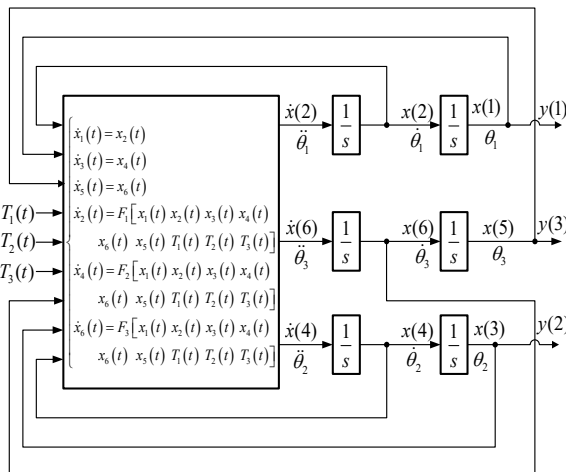 ẋ₁(t) = x₂(t)
ẋ₃(t) = x₄(t)
ẋ₅(t) = x₆(t)
ẋ₂(t) = F₁[x₁(t) x₂(t) x₃(t) x₄(t)
x₆(t) x₅(t) T₁(t) T₂(t) T₃(t)]
ẋ₄(t) = F₂[x₁(t) x₂(t) x₃(t) x₄(t)
x₆(t) x₅(t) T₁(t) T₂(t) T₃(t)]
ẋ₆(t) = F₃[x₁(t) x₂(t) x₃(t) x₄(t)
x₆(t) x₅(t) T₁(t) T₂(t) T₃(t)]
T₁(t)
T₂(t)
T₃(t)
ẋ(2) 1/s x(2) 1/s x(1) y(1)
θ̈₁ θ̇₁ θ₁
ẋ(6) 1/s x(6) 1/s x(5) y(3)
θ̈₃ θ̇₃ θ₃
ẋ(4) 1/s x(4) 1/s x(3) y(2)
θ̈₂ θ̇₂ θ₂